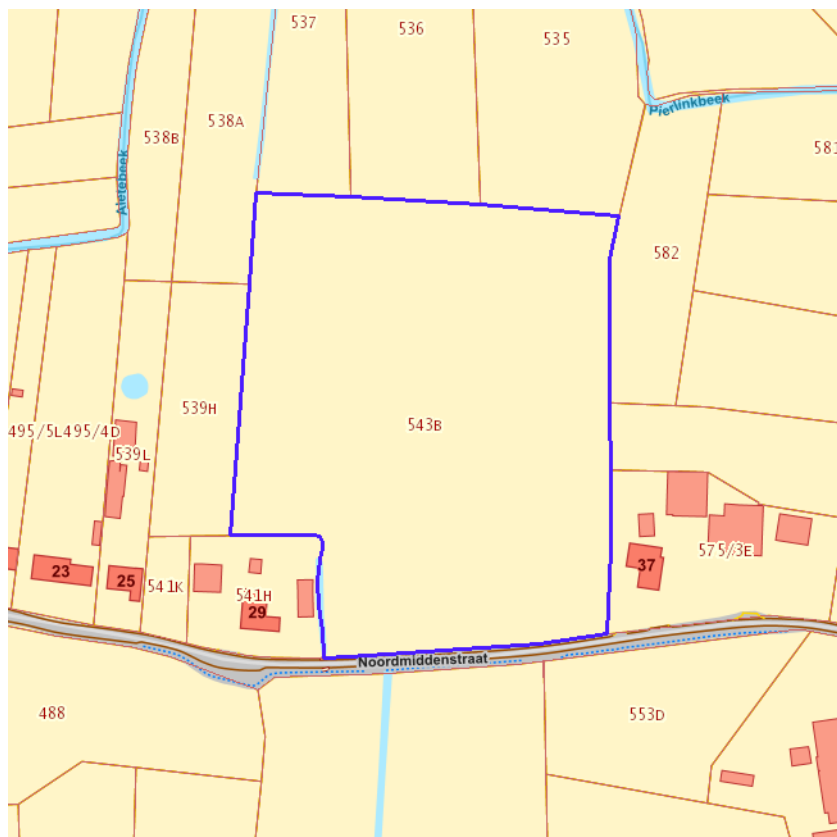 537
536
535
Pierlinkbeek
538A
538B
581
Aletebeek
582
539H
543B
495/5L
495/4D
539L
575/3E
37
23
25
541K
541H
29
Noordmiddenstraat
488
553D